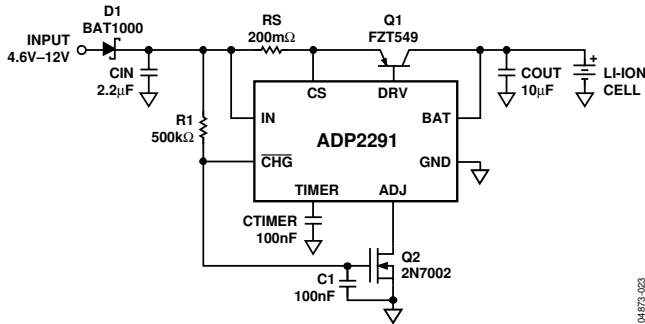 D1
BAT1000
INPUT
4.6V–12V
CIN
2.2µF
RS
200mΩ
Q1
FZT549
COUT
10µF
+
LI-ION
CELL
R1
500kΩ
CS
DRV
IN
BAT
ADP2291
CHG
GND
TIMER
ADJ
CTIMER
100nF
Q2
2N7002
C1
100nF
04873-023